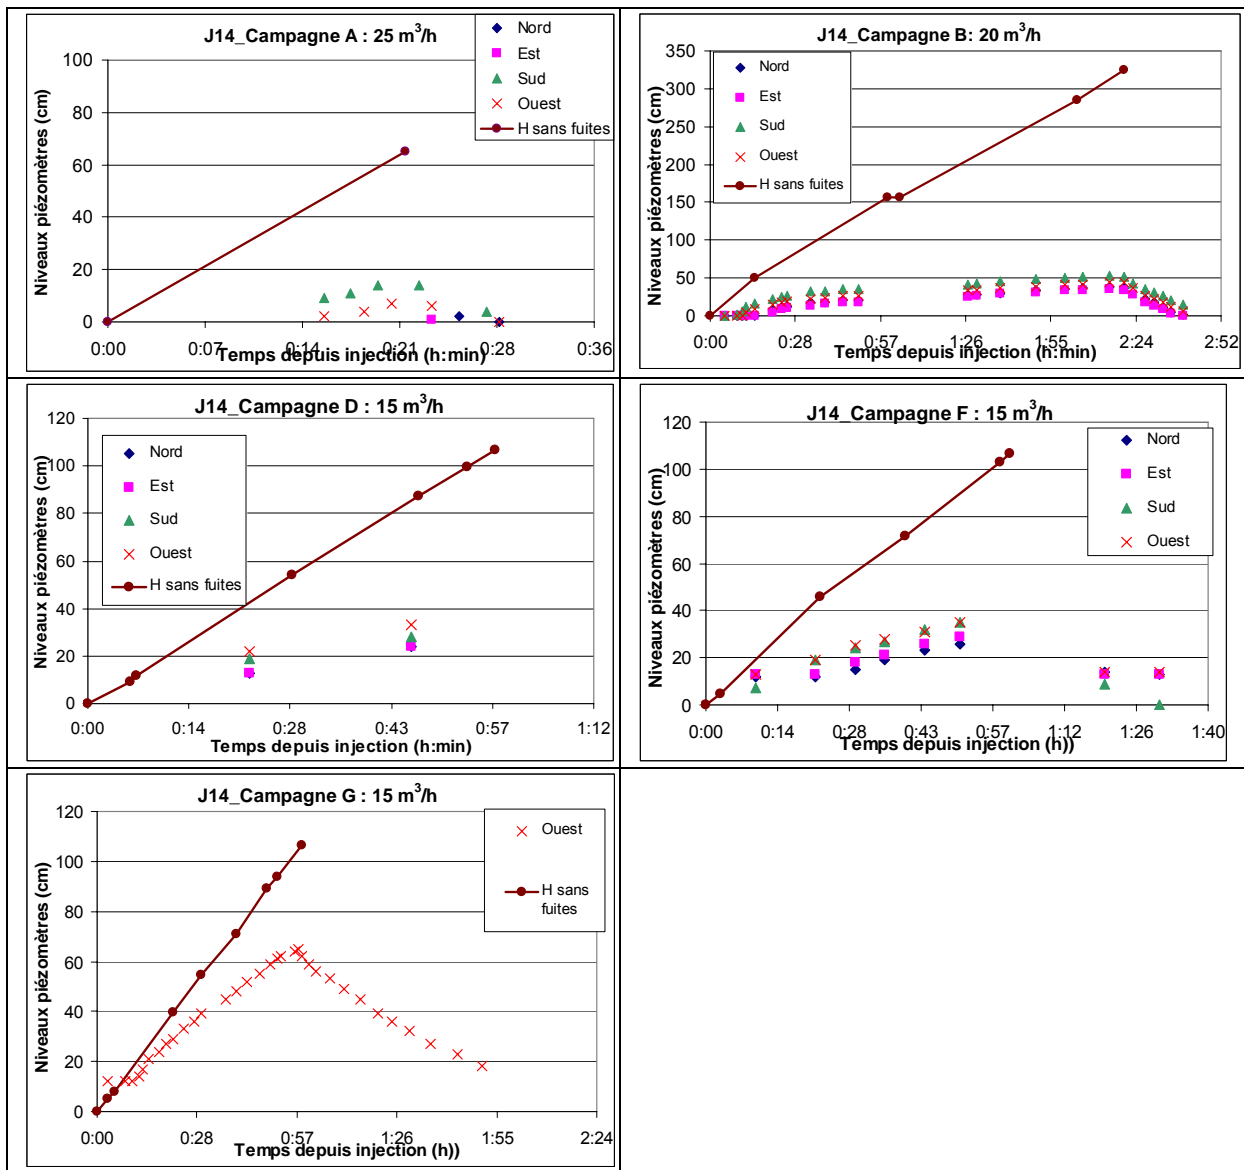 J14_Campagne A : 25 m³/h
Niveaux piézomètres (cm)
100
80
60
40
20
0
0:00
0:07
0:14
0:21
0:28
0:36
Temps depuis injection (h:min)
Nord
Est
Sud
Ouest
H sans fuites
J14_Campagne B: 20 m³/h
Niveaux piézomètres (cm)
350
300
250
200
150
100
50
0
0:00
0:28
0:57
1:26
1:55
2:24
2:52
Temps depuis injection (h:min)
Nord
Est
Sud
Ouest
H sans fuites
J14_Campagne D : 15 m³/h
Niveaux piézomètres (cm)
120
100
80
60
40
20
0
0:00
0:14
0:28
0:43
0:57
1:12
Temps depuis injection (h:min)
Nord
Est
Sud
Ouest
H sans fuites
J14_Campagne F : 15 m³/h
Niveaux piézomètres (cm)
120
100
80
60
40
20
0
0:00
0:14
0:28
0:43
0:57
1:12
1:26
1:40
Temps depuis injection (h))
Nord
Est
Sud
Ouest
J14_Campagne G : 15 m³/h
Niveaux piézomètres (cm)
120
100
80
60
40
20
0
0:00
0:28
0:57
1:26
1:55
2:24
Temps depuis injection (h))
Ouest
H sans
fuites